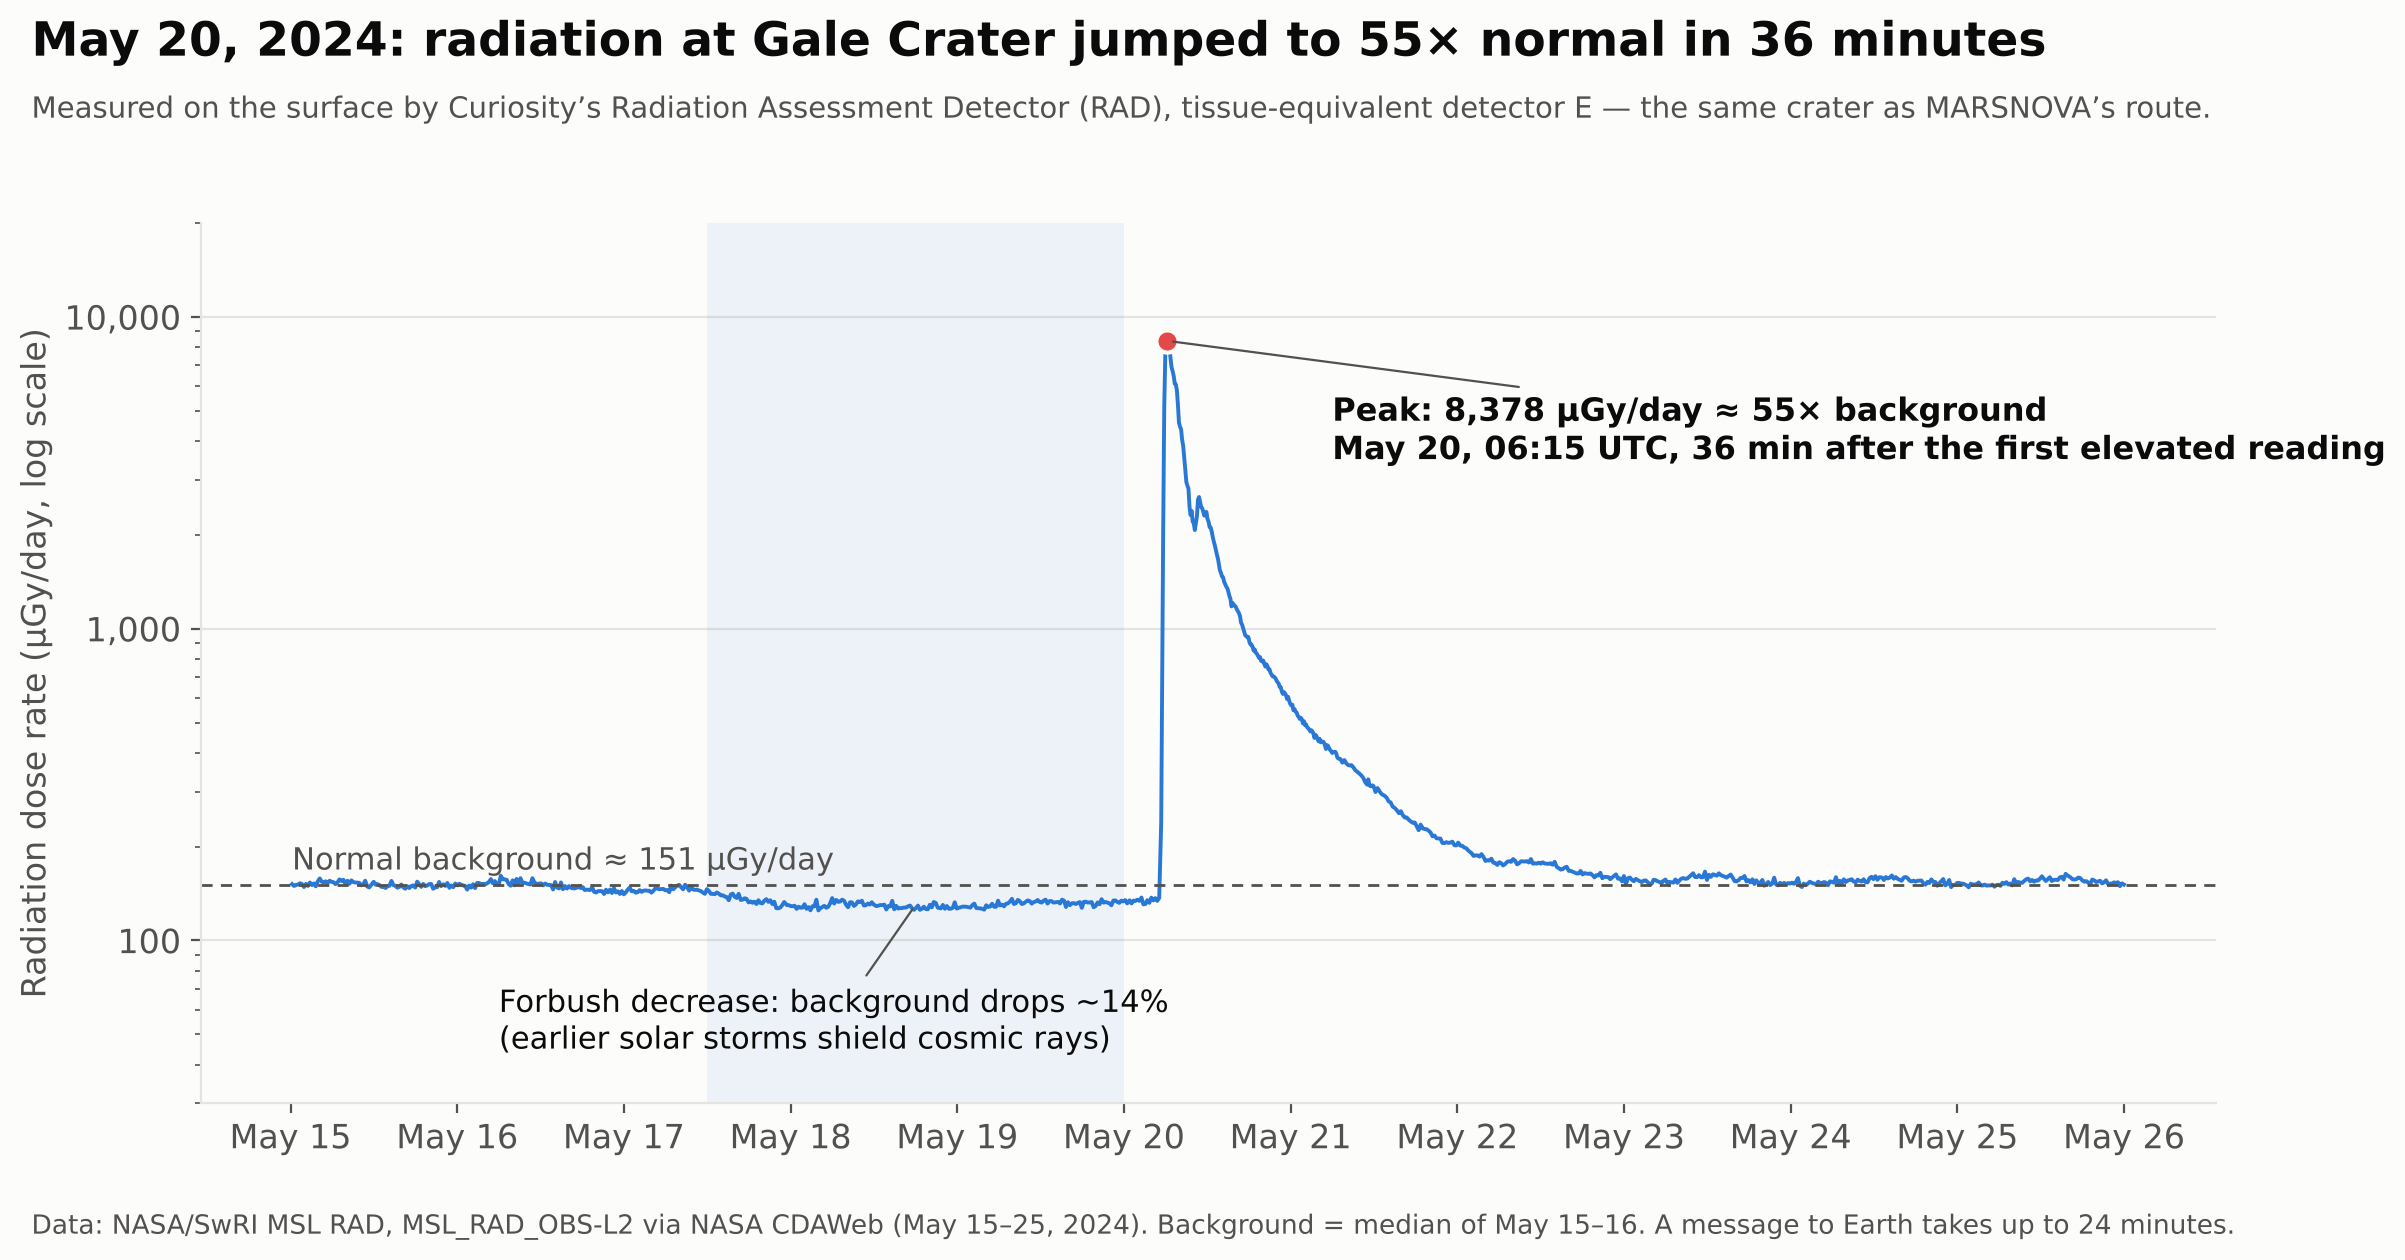 May 20, 2024: radiation at Gale Crater jumped to 55× normal in 36 minutes
Measured on the surface by Curiosity’s Radiation Assessment Detector (RAD), tissue-equivalent detector E — the same crater as MARSNOVA’s route.
Radiation dose rate (µGy/day, log scale)
10,000
1,000
100
Peak: 8,378 µGy/day ≈ 55× background
May 20, 06:15 UTC, 36 min after the first elevated reading
Normal background ≈ 151 µGy/day
Forbush decrease: background drops ~14%
(earlier solar storms shield cosmic rays)
May 15 May 16 May 17 May 18 May 19 May 20 May 21 May 22 May 23 May 24 May 25 May 26
Data: NASA/SwRI MSL RAD, MSL_RAD_OBS-L2 via NASA CDAWeb (May 15–25, 2024). Background = median of May 15–16. A message to Earth takes up to 24 minutes.